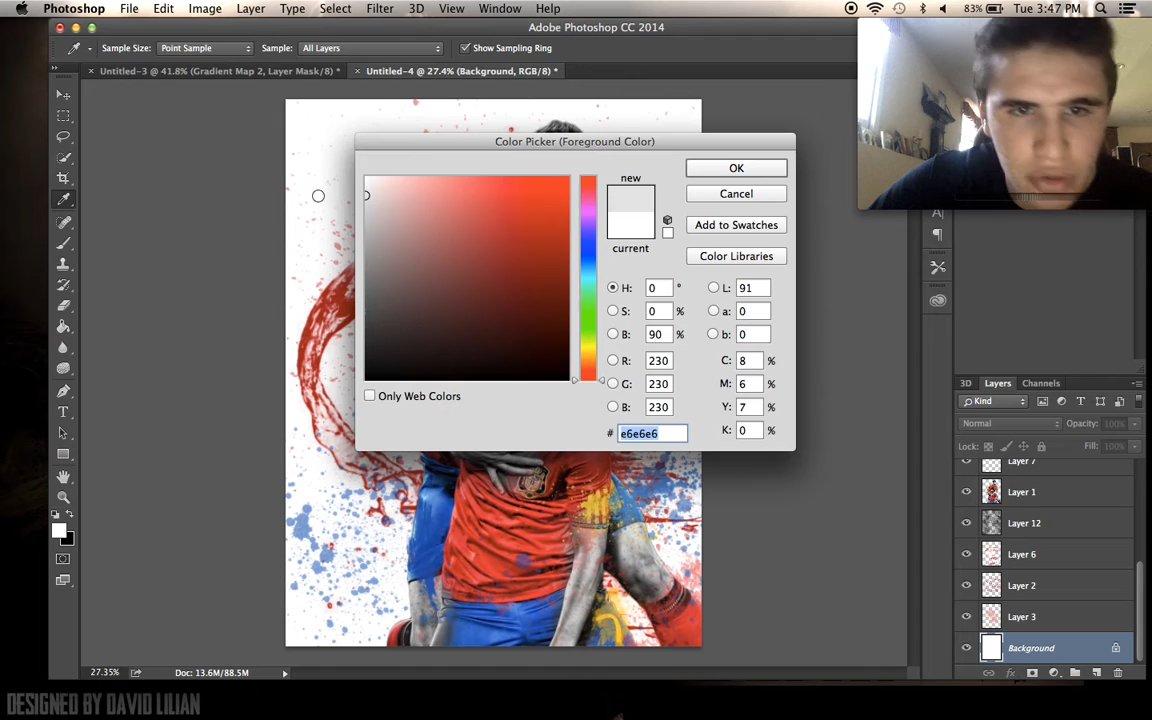 Photoshop File Edit Image Layer Type Select Filter 3D View Window Help 83% Tue 3:47 PM
Adobe Photoshop CC 2014
Sample Size: Point Sample Sample: All Layers Show Sampling Ring
Untitled-3 @ 41.8% (Gradient Map 2, Layer Mask/8) * Untitled-4 @ 27.4% (Background, RGB/8) *
Color Picker (Foreground Color)
new
current
OK
Cancel
Add to Swatches
Color Libraries
H: 0 ° L: 91
S: 0 % a: 0
B: 90 % b: 0
R: 230 C: 8 %
G: 230 M: 6 %
B: 230 Y: 7 %
# e6e6e6 K: 0 %
Only Web Colors
3D Layers Channels
Kind
Normal Opacity: 100%
Lock: Fill: 100%
Layer 7
Layer 1
Layer 12
Layer 6
Layer 2
Layer 3
Background
27.35% Doc: 13.6M/88.5M
DESIGNED BY DAVID LILIAN